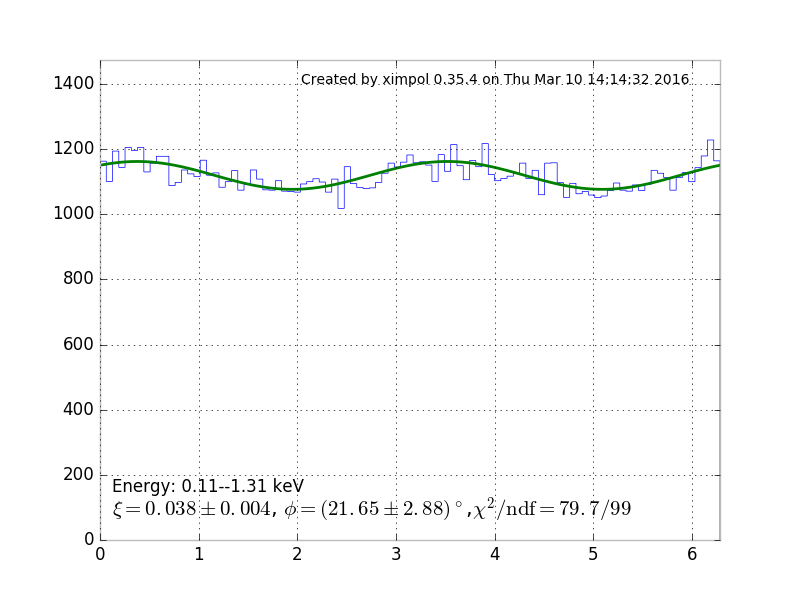 1400
1200
1000
800
600
400
200
0
Created by ximpol 0.35.4 on Thu Mar 10 14:14:32 2016
Energy: 0.11--1.31 keV
ξ = 0.038 ± 0.004, ϕ = (21.65 ± 2.88)°, χ²/ndf = 79.7/99
0 1 2 3 4 5 6